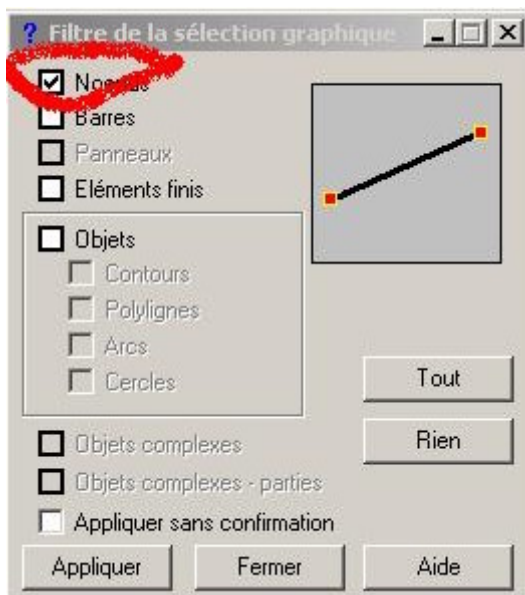 ? Filtre de la sélection graphique
Barres
Panneaux
Eléments finis
Objets
Contours
Polylignes
Arcs
Cercles
Tout
Objets complexes
Rien
Objets complexes - parties
Appliquer sans confirmation
Appliquer Fermer Aide